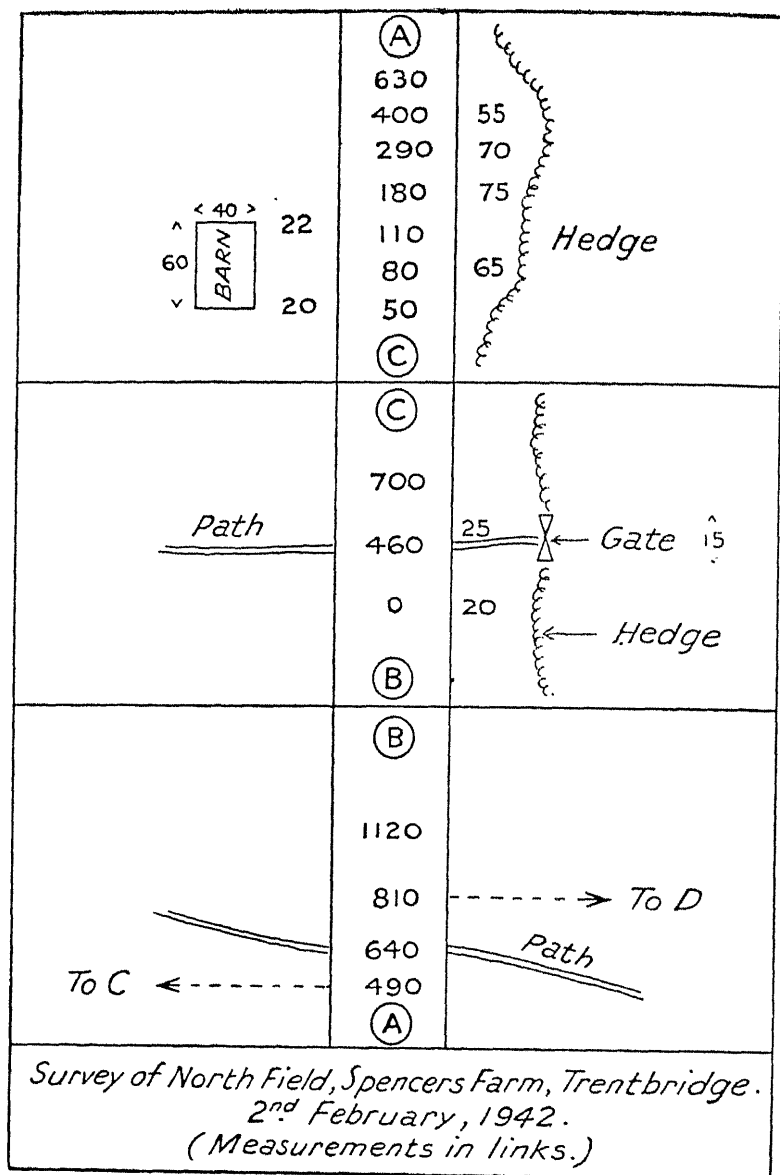 A
630
400 55
290 70
180 75
< 40 > 22
110 Hedge
60 BARN 80 65
20 50
C
C
700
Path 25
460 Gate 15
0 20
Hedge
B
B
1120
810 To D
640 Path
To C 490
A
Survey of North Field, Spencers Farm, Trentbridge.
2nd February, 1942.
(Measurements in links.)